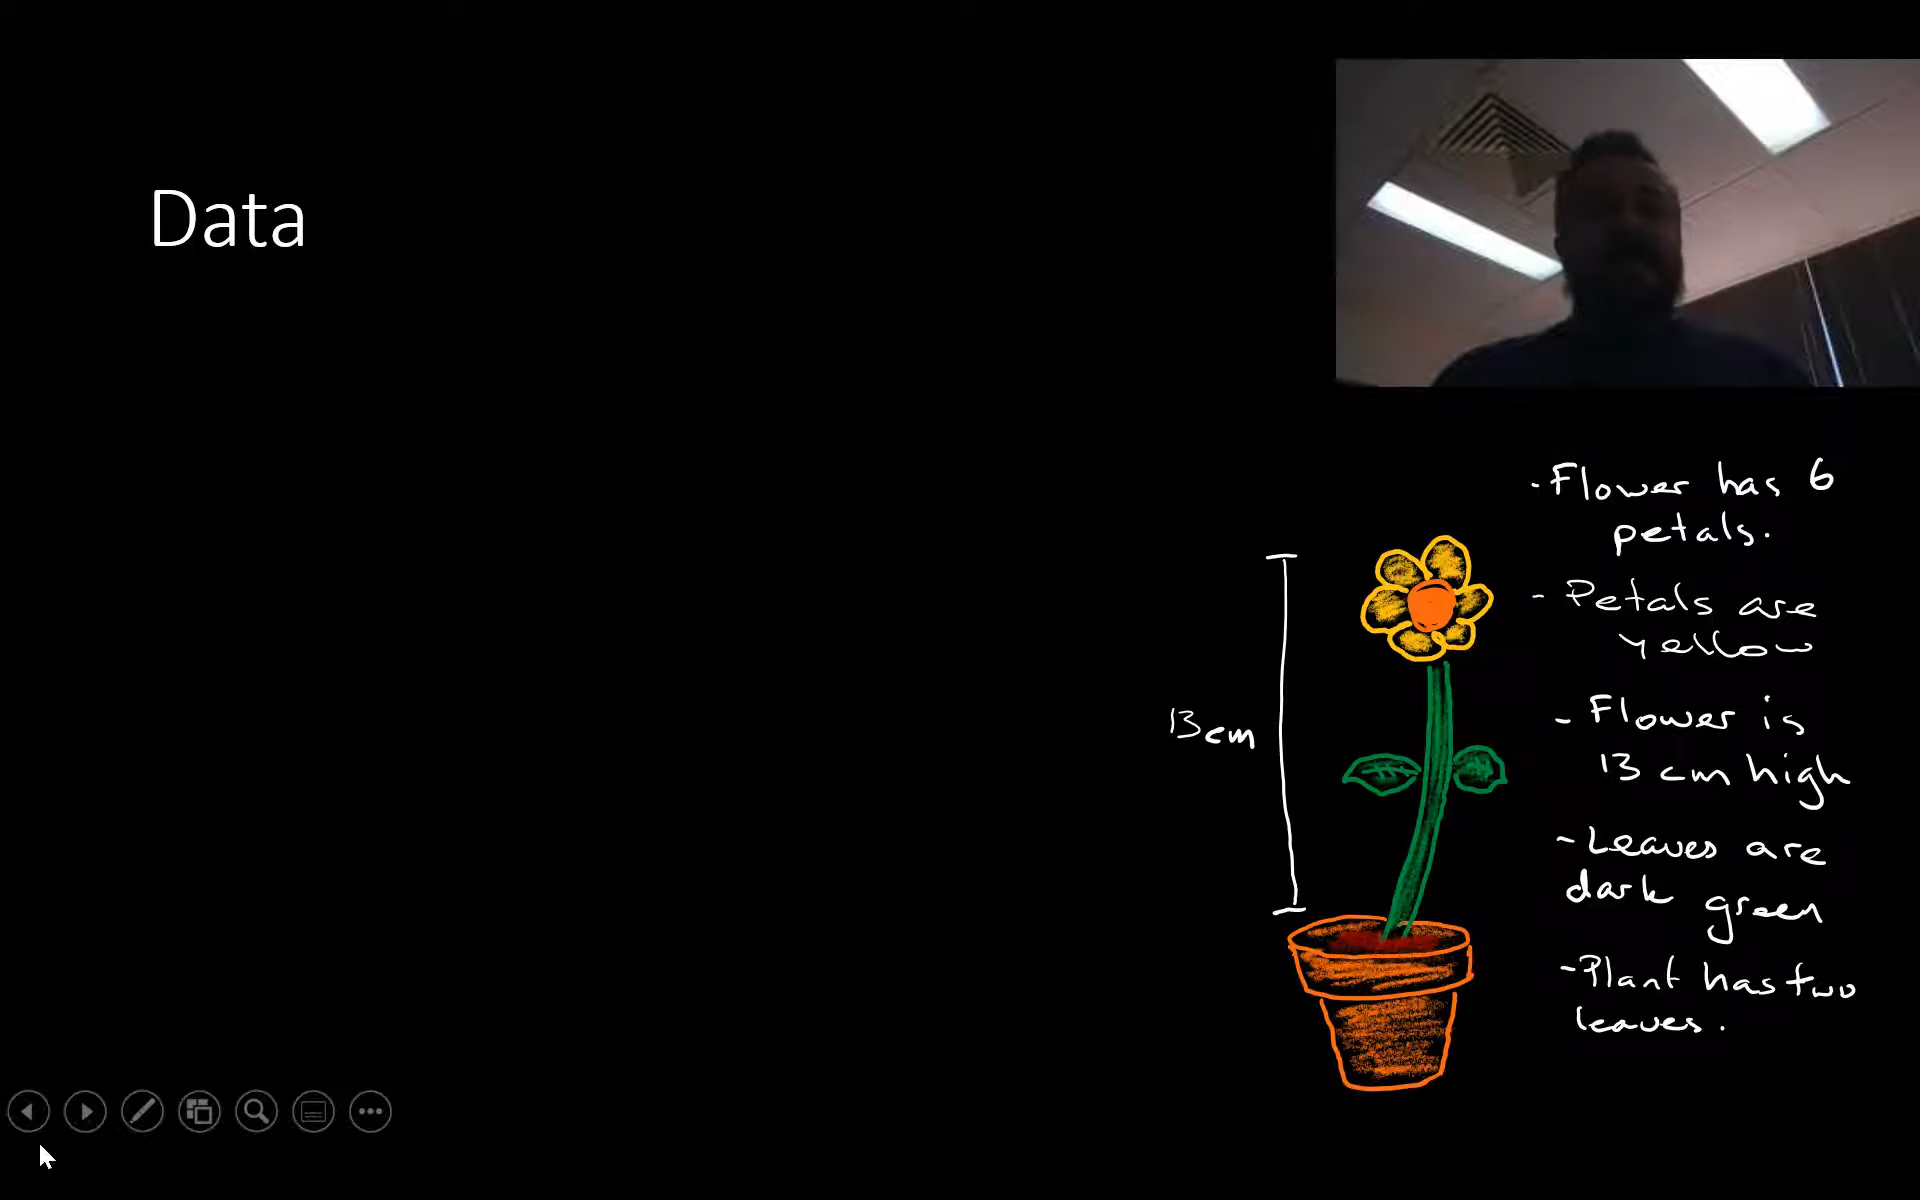 Data
13cm
- Flower has 6
petals.
- Petals are
yellow
- Flower is
13 cm high
- Leaves are
dark green
- Plant has two
leaves.